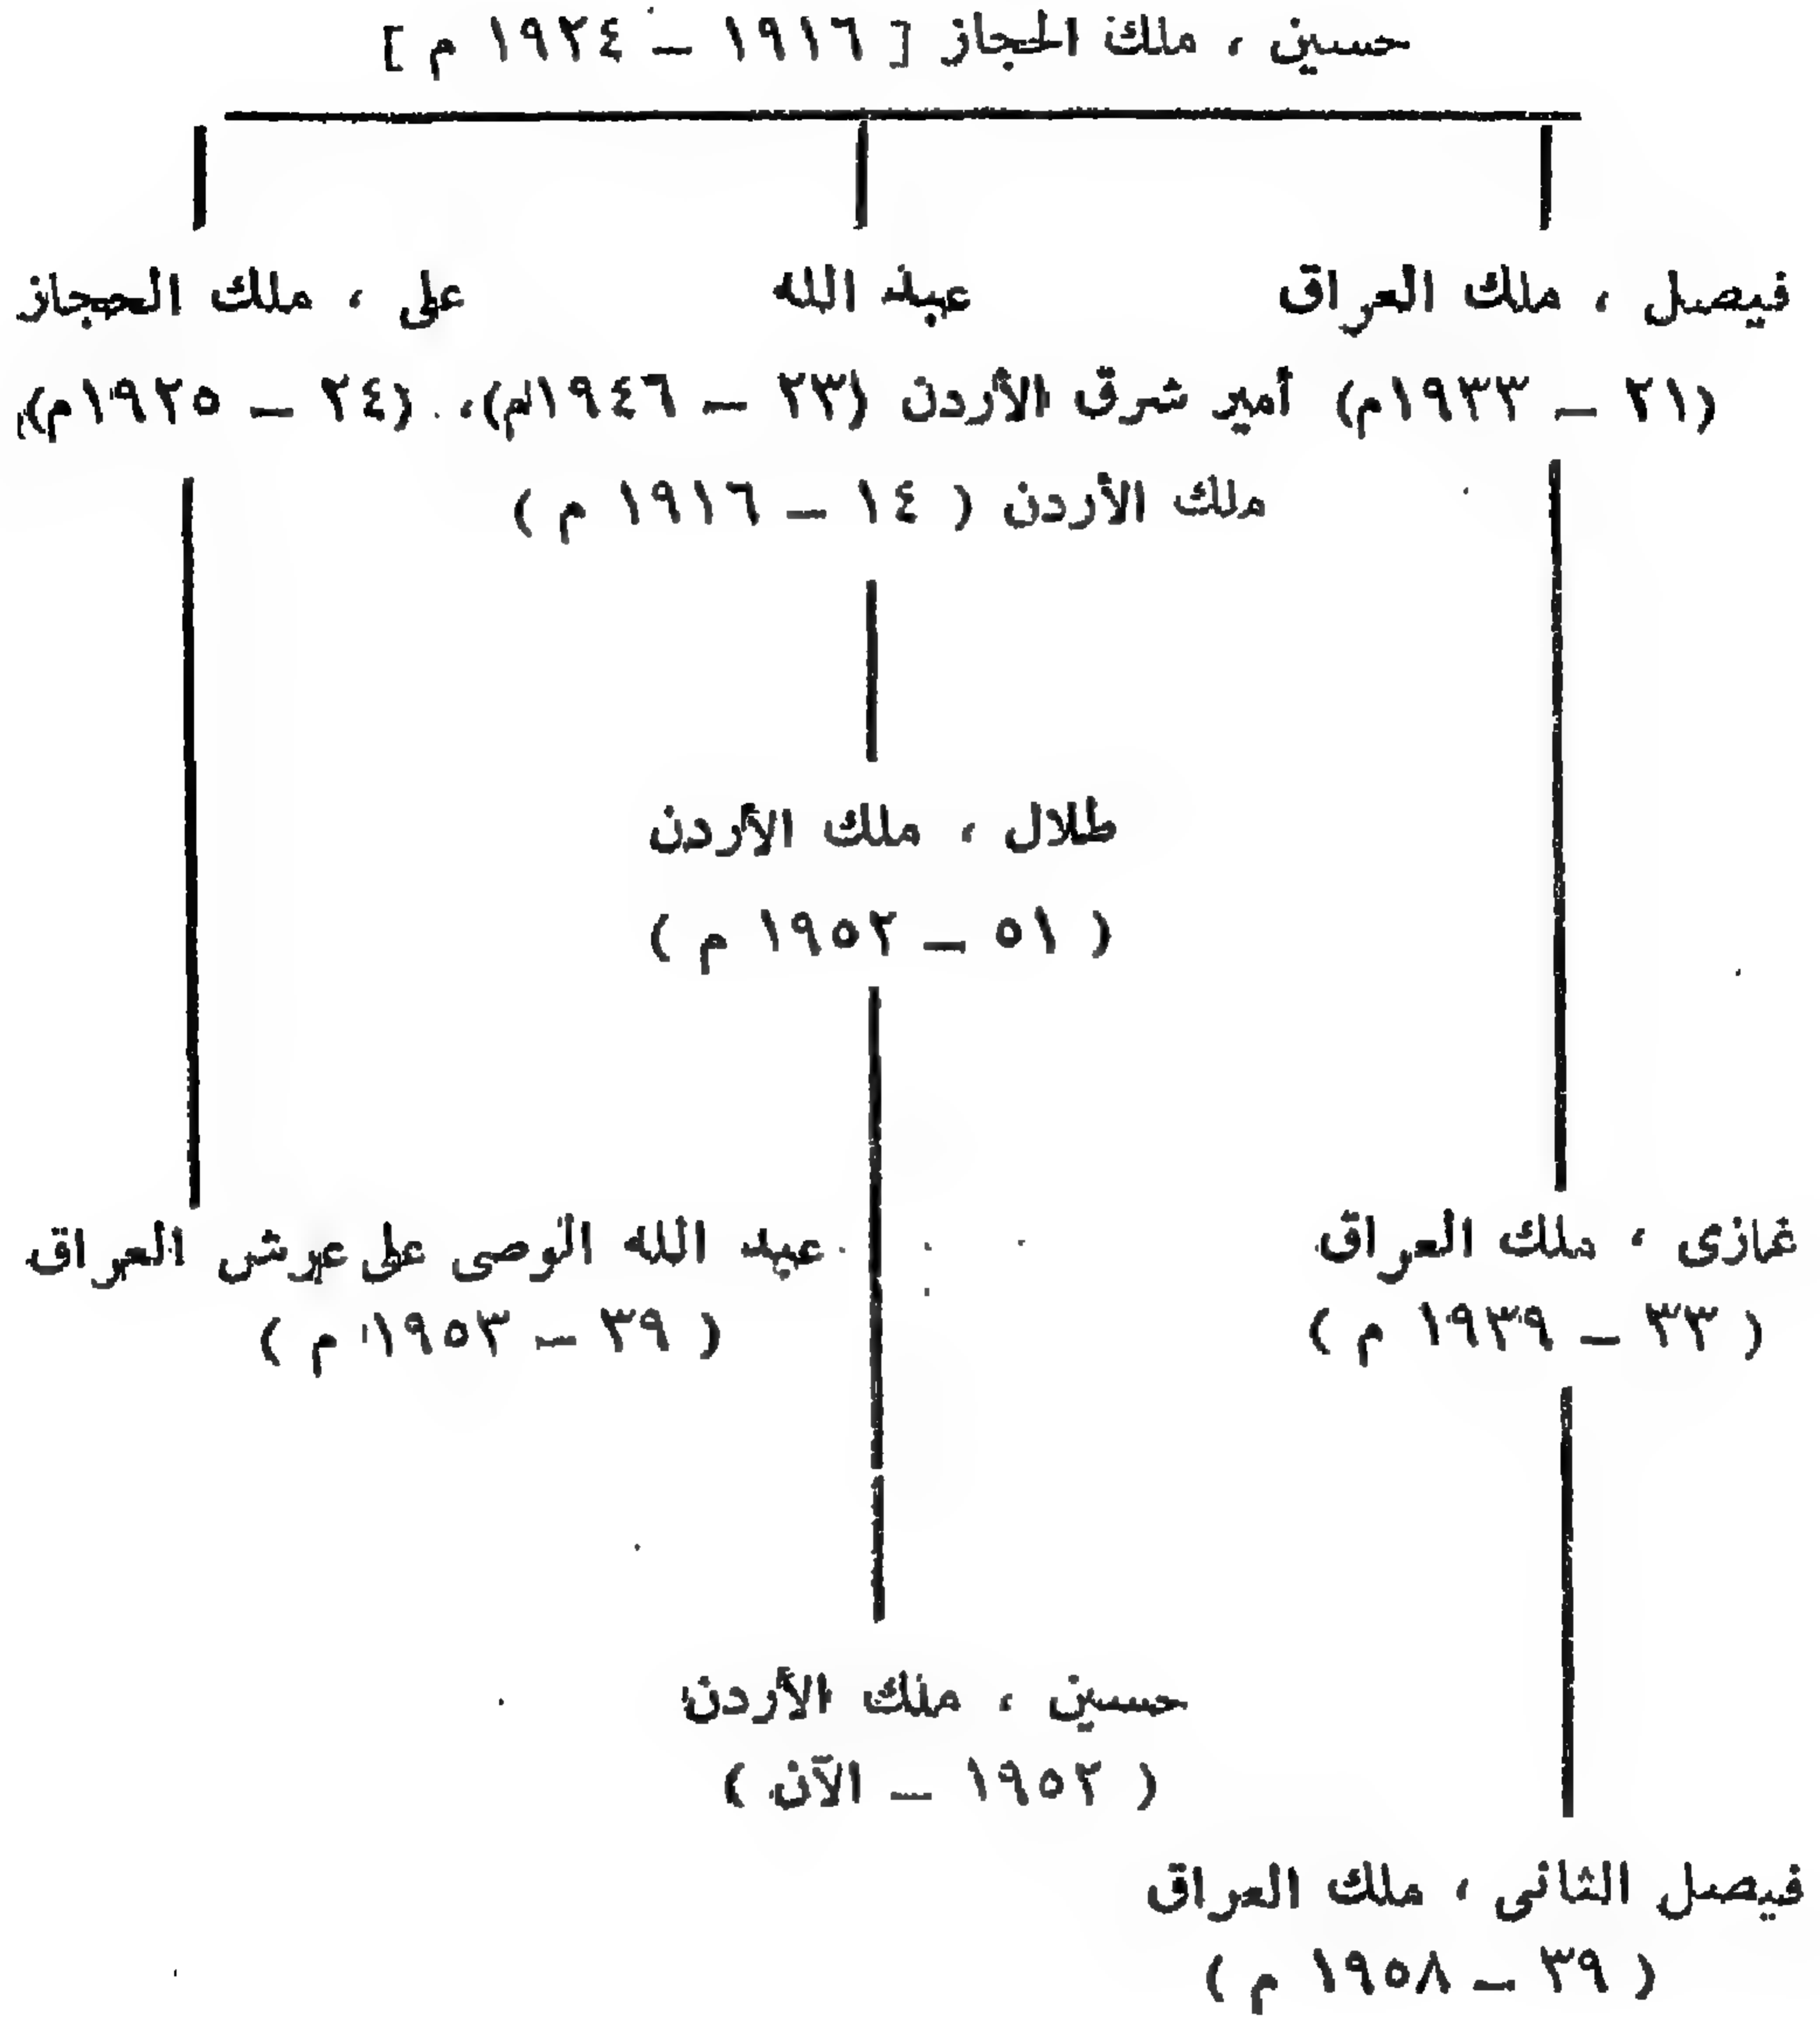 حسين ، ملك الحجاز [ ١٩١٦ – ١٩٢٤ م ]
فيصل ، ملك العراق عبد الله على ، ملك الحجاز
(٢١ – ١٩٣٣م) أمير شرق الأردن (٢٣ – ١٩٤٦م)، (٢٤ – ١٩٢٥م)
ملك الأردن ( ١٤ – ١٩١٦ م )
طلال ، ملك الأردن
( ٥١ – ١٩٥٢ م )
غازى ، ملك العراق عبد الله الوصى على عرش العراق
( ٣٣ – ١٩٣٩ م ) ( ٣٩ – ١٩٥٣ م )
حسين ، ملك الأردن
( ١٩٥٢ – الآن )
فيصل الثانى ، ملك العراق
( ٣٩ – ١٩٥٨ م )